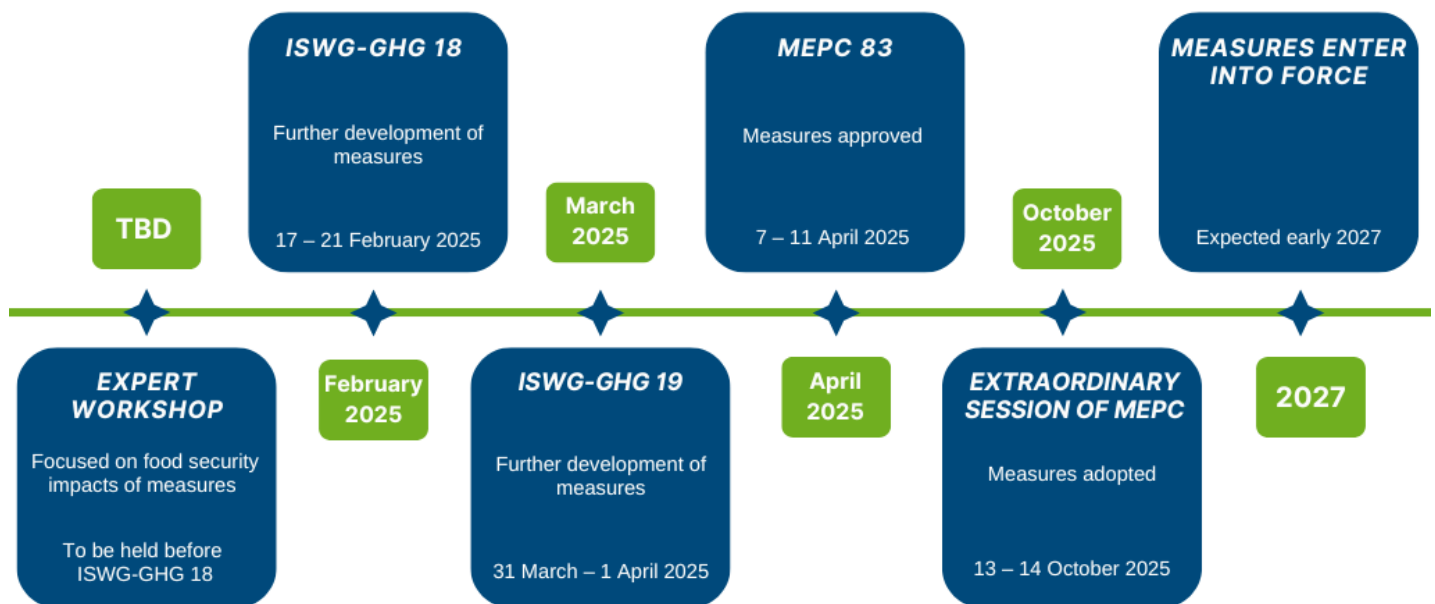 TBD
EXPERT
WORKSHOP
Focused on food security
impacts of measures
To be held before
ISWG-GHG 18
ISWG-GHG 18
Further development of
measures
17 – 21 February 2025
February
2025
March
2025
ISWG-GHG 19
Further development of
measures
31 March – 1 April 2025
MEPC 83
Measures approved
7 – 11 April 2025
April
2025
October
2025
EXTRAORDINARY
SESSION OF MEPC
Measures adopted
13 – 14 October 2025
MEASURES ENTER
INTO FORCE
Expected early 2027
2027